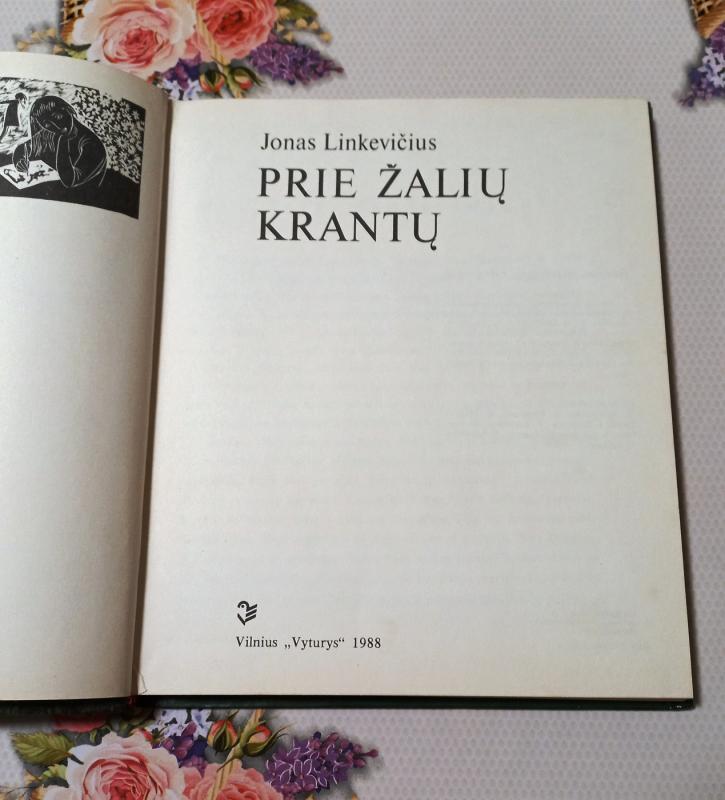 Jonas Linkevičius
PRIE ŽALIŲ
KRANTŲ
Vilnius „Vyturys“ 1988